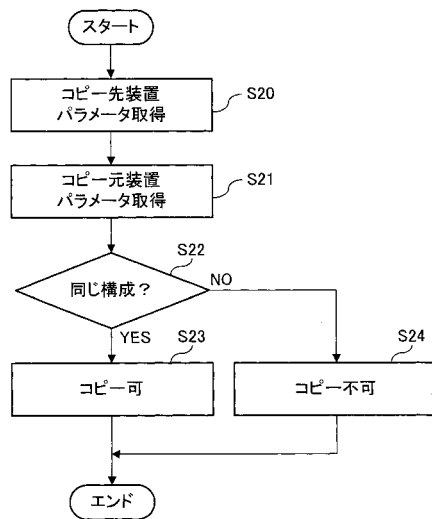 スタート
コピー先装置
パラメータ取得
S20
コピー元装置
パラメータ取得
S21
同じ構成？
S22
NO
YES
S23
S24
コピー可
コピー不可
エンド